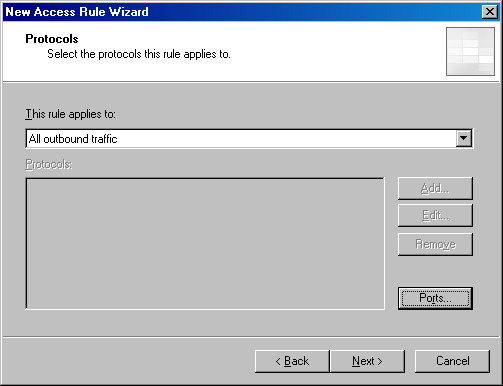 New Access Rule Wizard
Protocols
Select the protocols this rule applies to.
This rule applies to:
All outbound traffic
Protocols:
Add...
Edit...
Remove
Ports...
< Back
Next >
Cancel